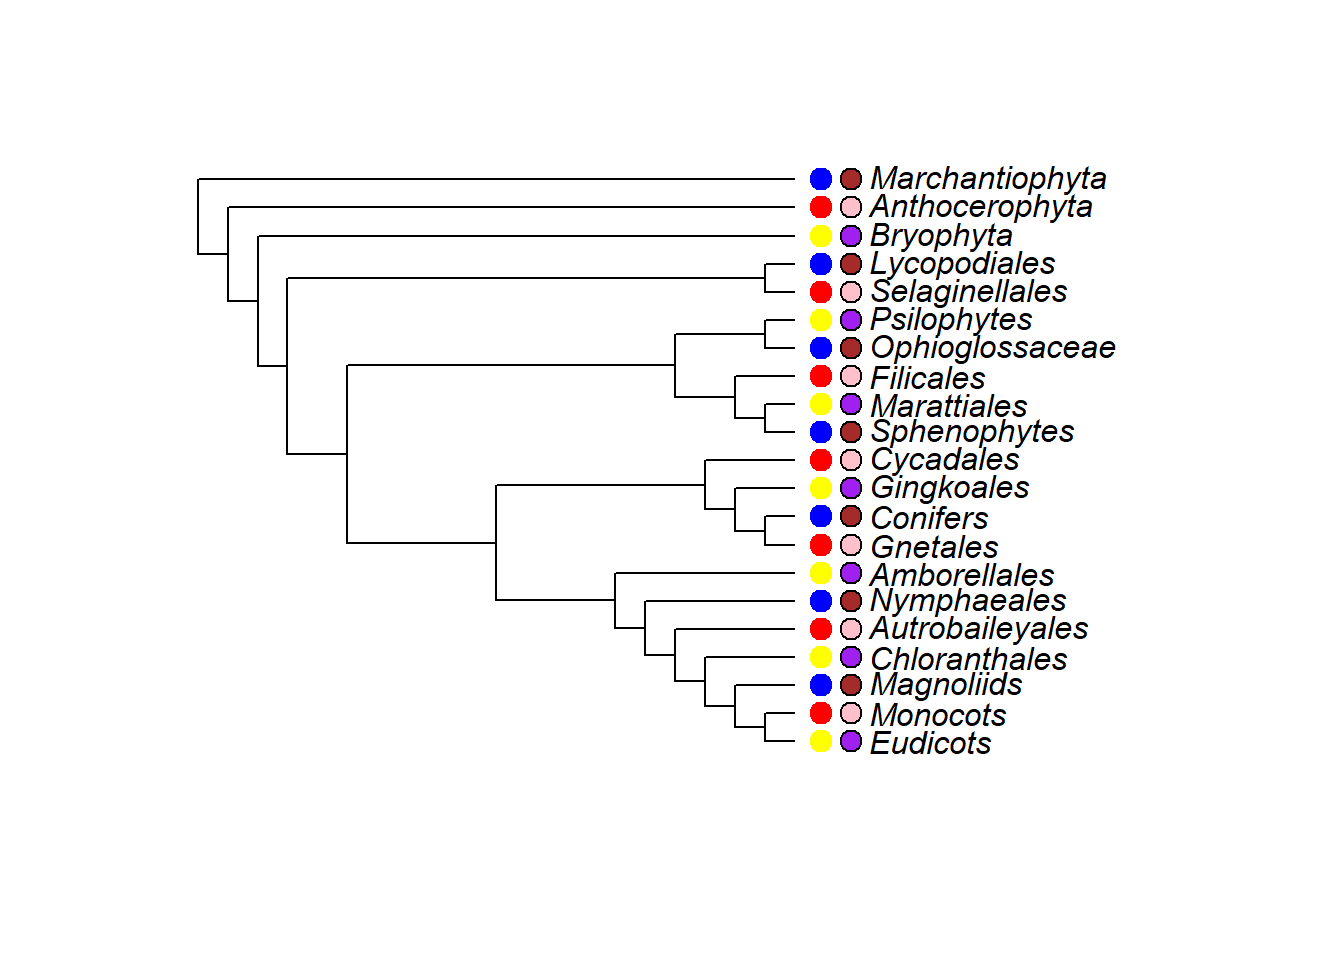 Marchantiophyta
Anthocerophyta
Bryophyta
Lycopodiales
Selaginellales
Psilophytes
Ophioglossaceae
Filicales
Marattiales
Sphenophytes
Cycadales
Gingkoales
Conifers
Gnetales
Amborellales
Nymphaeales
Autrobaileyales
Chloranthales
Magnoliids
Monocots
Eudicots